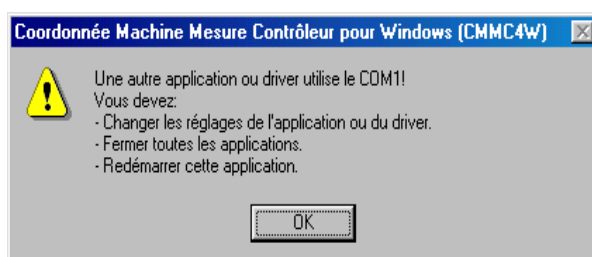 Coordonnée Machine Mesure Contrôleur pour Windows (CMMC4W)
Une autre application ou driver utilise le COM1!
Vous devez:
- Changer les réglages de l'application ou du driver.
- Fermer toutes les applications.
- Redémarrer cette application.
OK